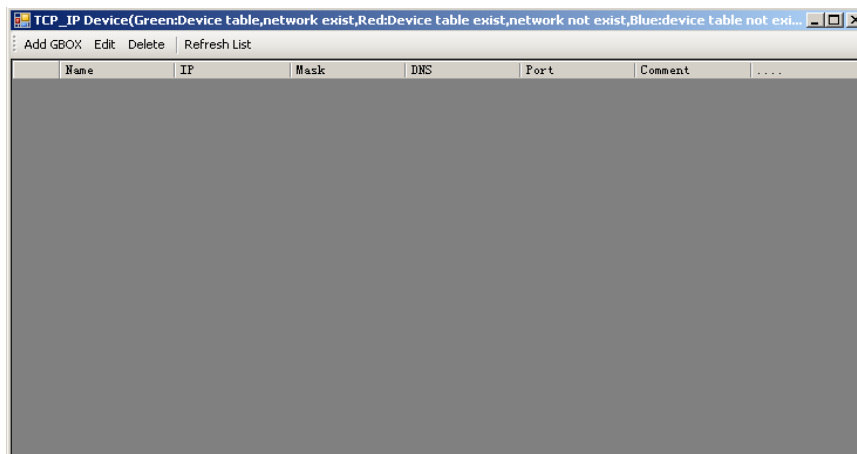 TCP_IP Device(Green:Device table,network exist,Red:Device table exist,network not exist,Blue:device table not exi...
Add GBOX Edit Delete Refresh List
Name IP Mask DNS Port Comment ....